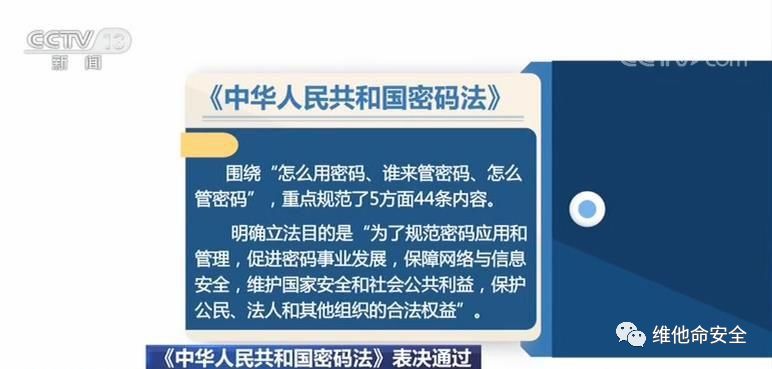 CCTV 13
新闻
CCTV.com
《中华人民共和国密码法》
围绕“怎么用密码、谁来管密码、怎么
管密码”，重点规范了5方面44条内容。
明确立法目的是“为了规范密码应用和
管理，促进密码事业发展，保障网络与信息
安全，维护国家安全和社会公共利益，保护
公民、法人和其他组织的合法权益”。
维他命安全
《中华人民共和国密码法》表决通过